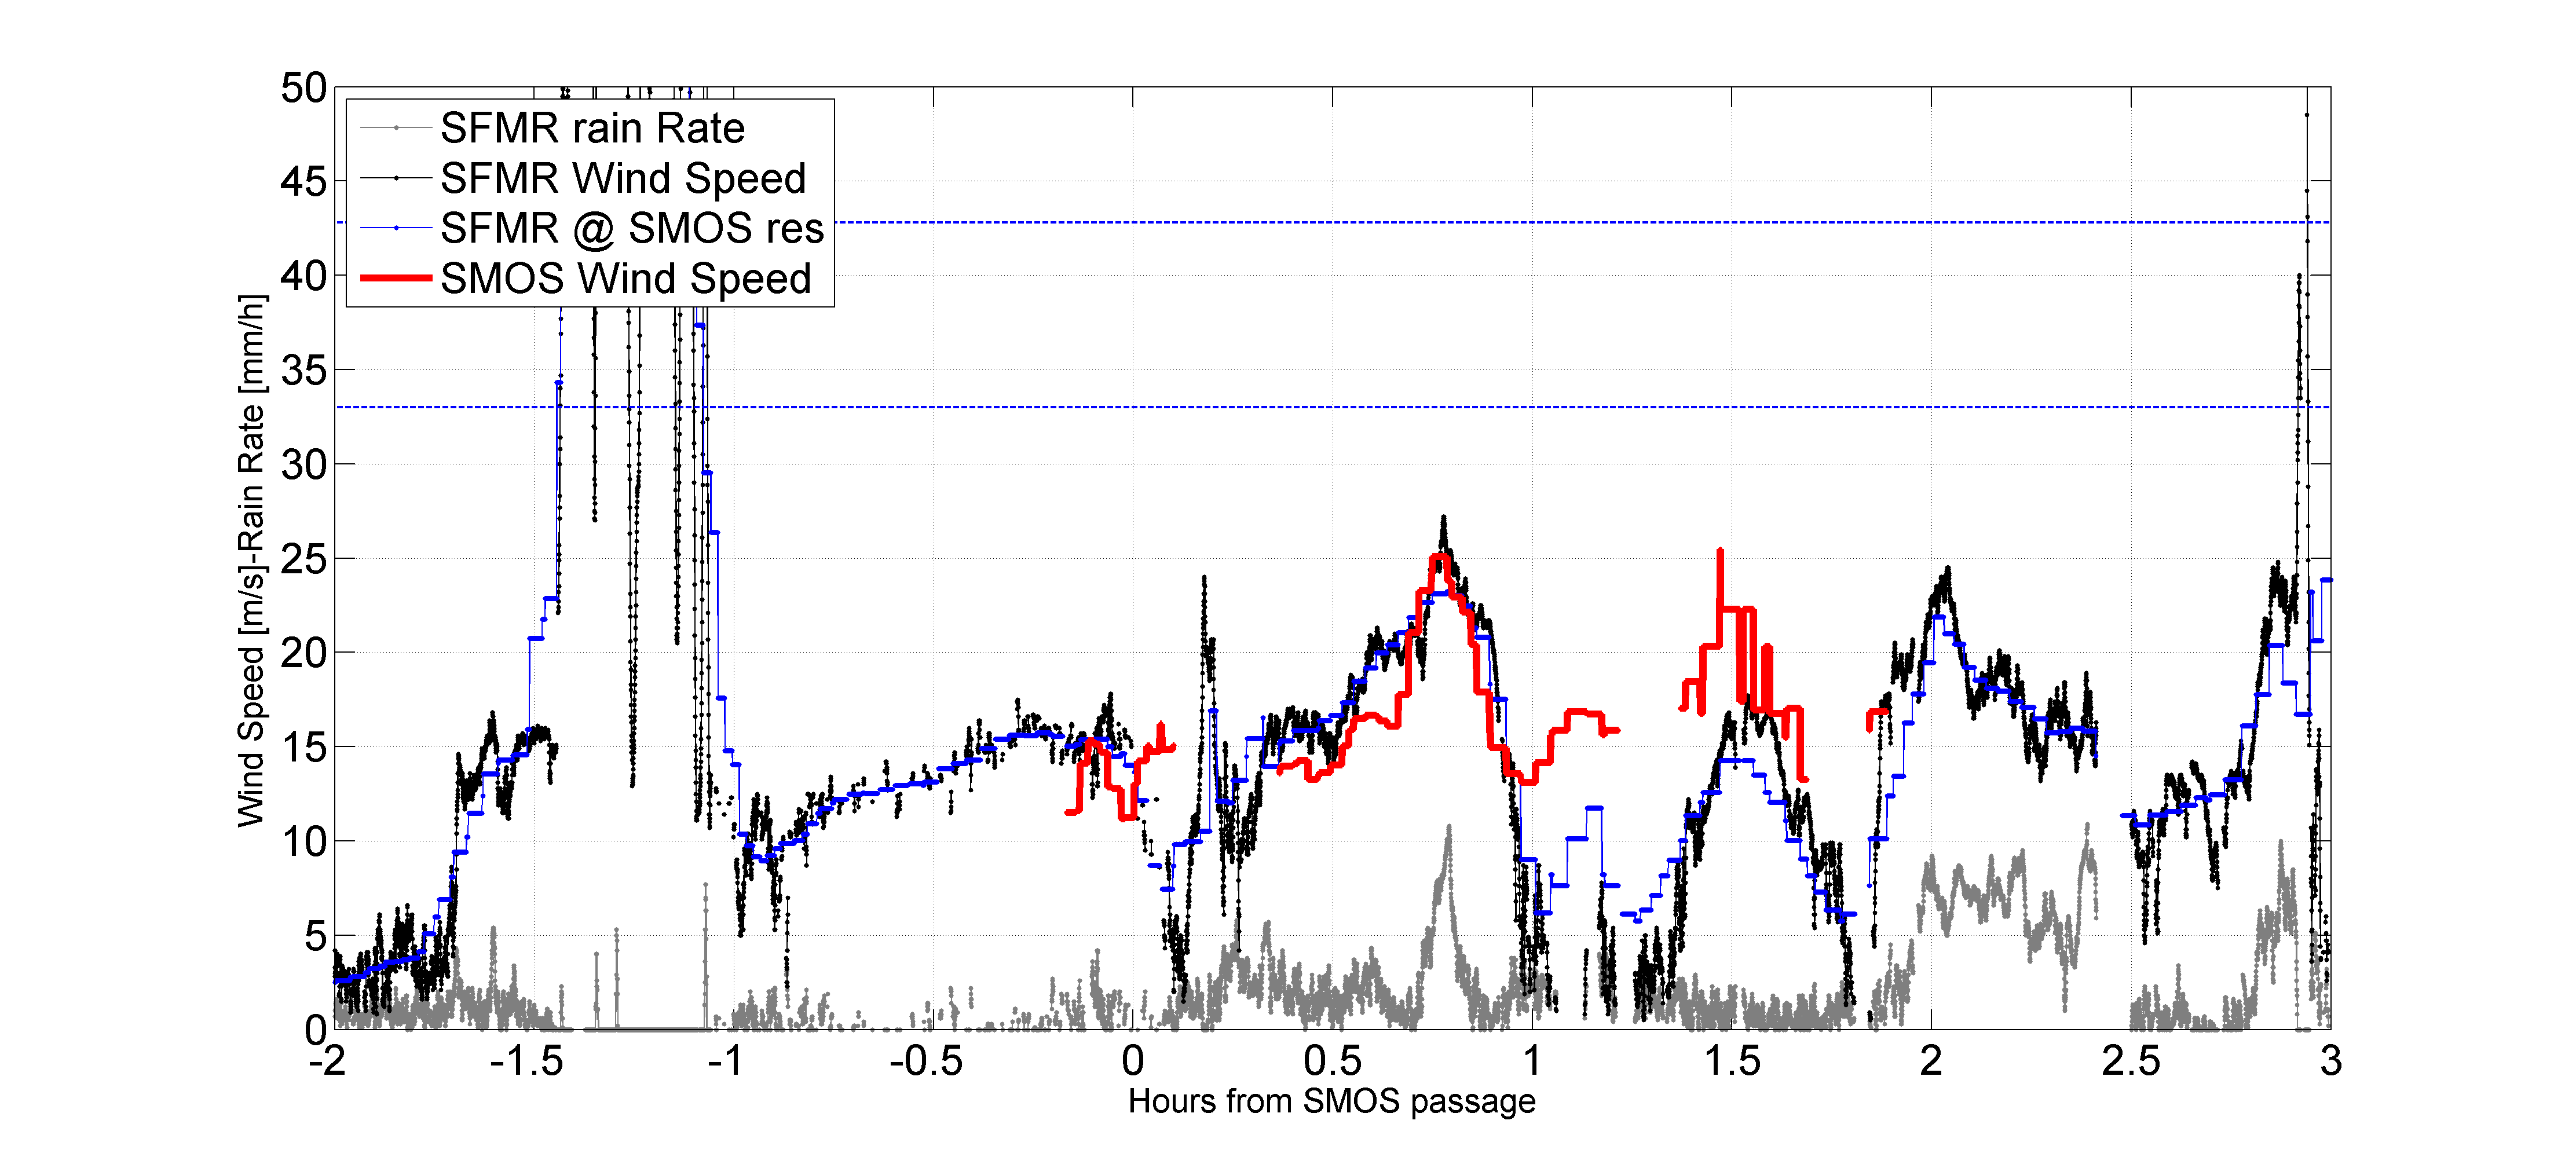 50
45
40
35
30
25
20
15
10
5
0
Wind Speed [m/s]-Rain Rate [mm/h]
SFMR rain Rate
SFMR Wind Speed
SFMR @ SMOS res
SMOS Wind Speed
-2 -1.5 -1 -0.5 0 0.5 1 1.5 2 2.5 3
Hours from SMOS passage